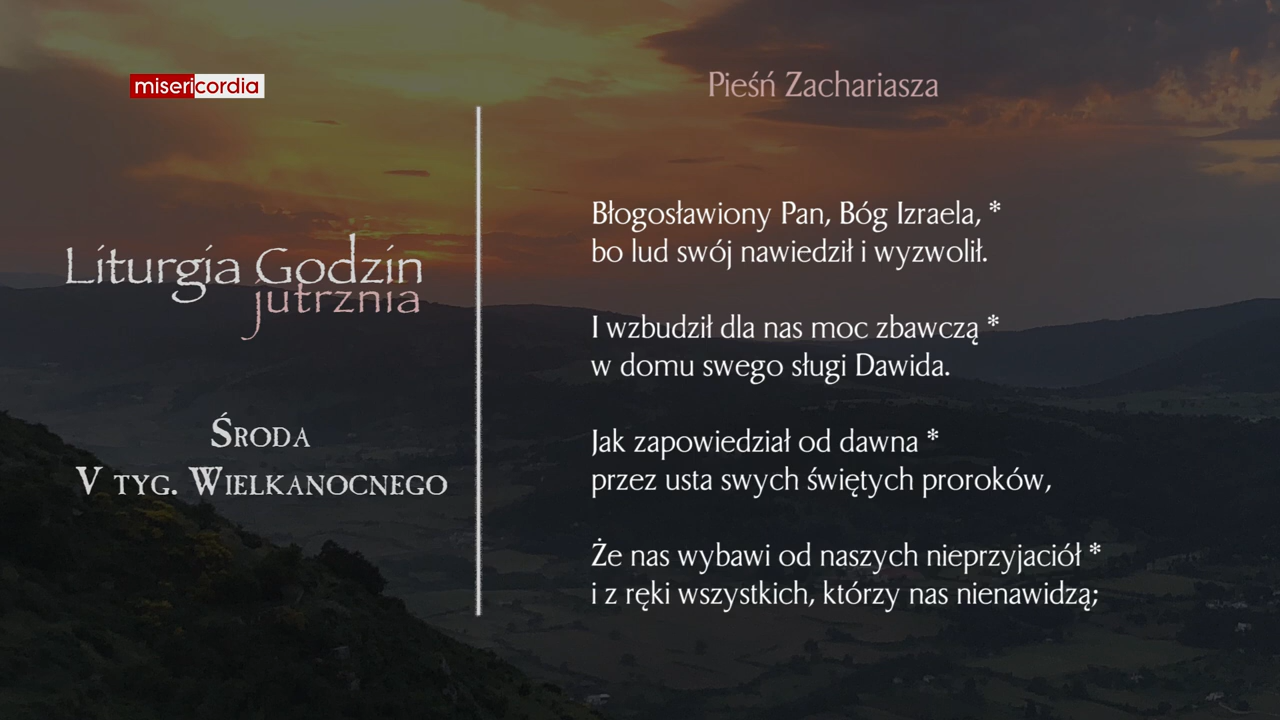 misericordia
Liturgia Godzin
jutrznia
Środa
V tyg. Wielkanocnego
Pieśń Zachariasza
Błogosławiony Pan, Bóg Izraela, *
bo lud swój nawiedził i wyzwolił.
I wzbudził dla nas moc zbawczą *
w domu swego sługi Dawida.
Jak zapowiedział od dawna *
przez usta swych świętych proroków,
Że nas wybawi od naszych nieprzyjaciół *
i z ręki wszystkich, którzy nas nienawidzą;